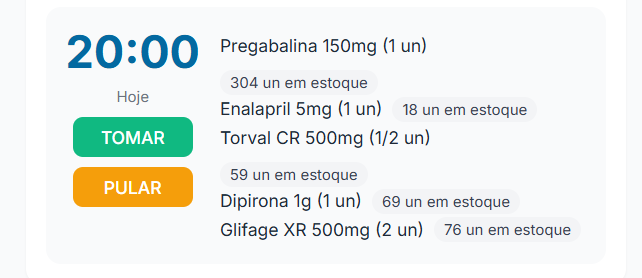 20:00
Hoje
TOMAR
PULAR
Pregabalina 150mg (1 un)
304 un em estoque
Enalapril 5mg (1 un) 18 un em estoque
Torval CR 500mg (1/2 un)
59 un em estoque
Dipirona 1g (1 un) 69 un em estoque
Glifage XR 500mg (2 un) 76 un em estoque